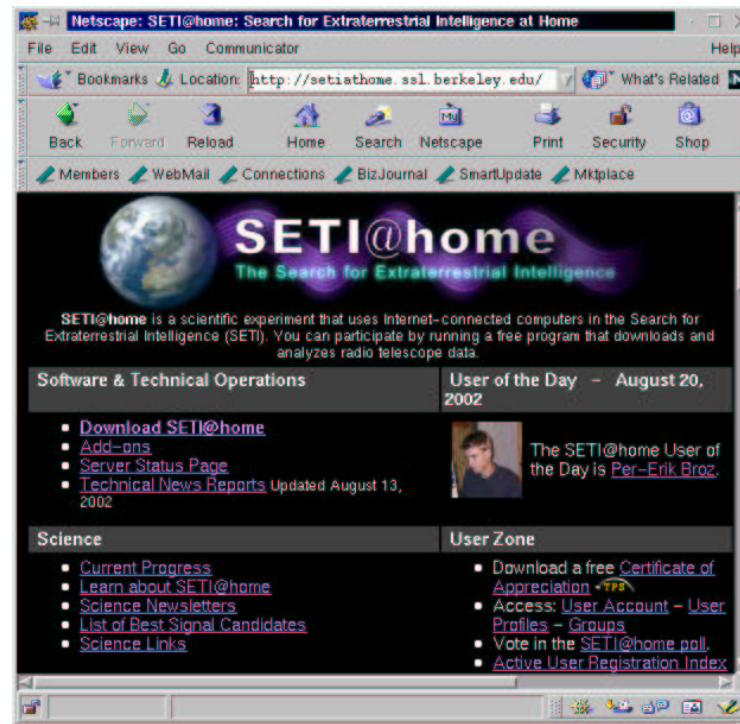 Netscape: SETI@home: Search for Extraterrestrial Intelligence at Home
File Edit View Go Communicator Help
Bookmarks Location: http://setiathome.ssl.berkeley.edu/ What's Related N
Back Forward Reload Home Search Netscape Print Security Shop
My
Members WebMail Connections BizJournal SmartUpdate Mktplace
SETI@home
The Search for Extraterrestrial Intelligence
SETI@home is a scientific experiment that uses Internet-connected computers in the Search for
Extraterrestrial Intelligence (SETI). You can participate by running a free program that downloads and
analyzes radio telescope data.
Software & Technical Operations
Download SETI@home
Add-ons
Server Status Page
Technical News Reports Updated August 13,
2002
User of the Day - August 20,
2002
The SETI@home User of
the Day is Per-Erik Broz.
Science
Current Progress
Learn about SETI@home
Science Newsletters
List of Best Signal Candidates
Science Links
User Zone
Download a free Certificate of
Appreciation TPS
Access: User Account - User
Profiles - Groups
Vote in the SETI@home poll.
Active User Registration Index